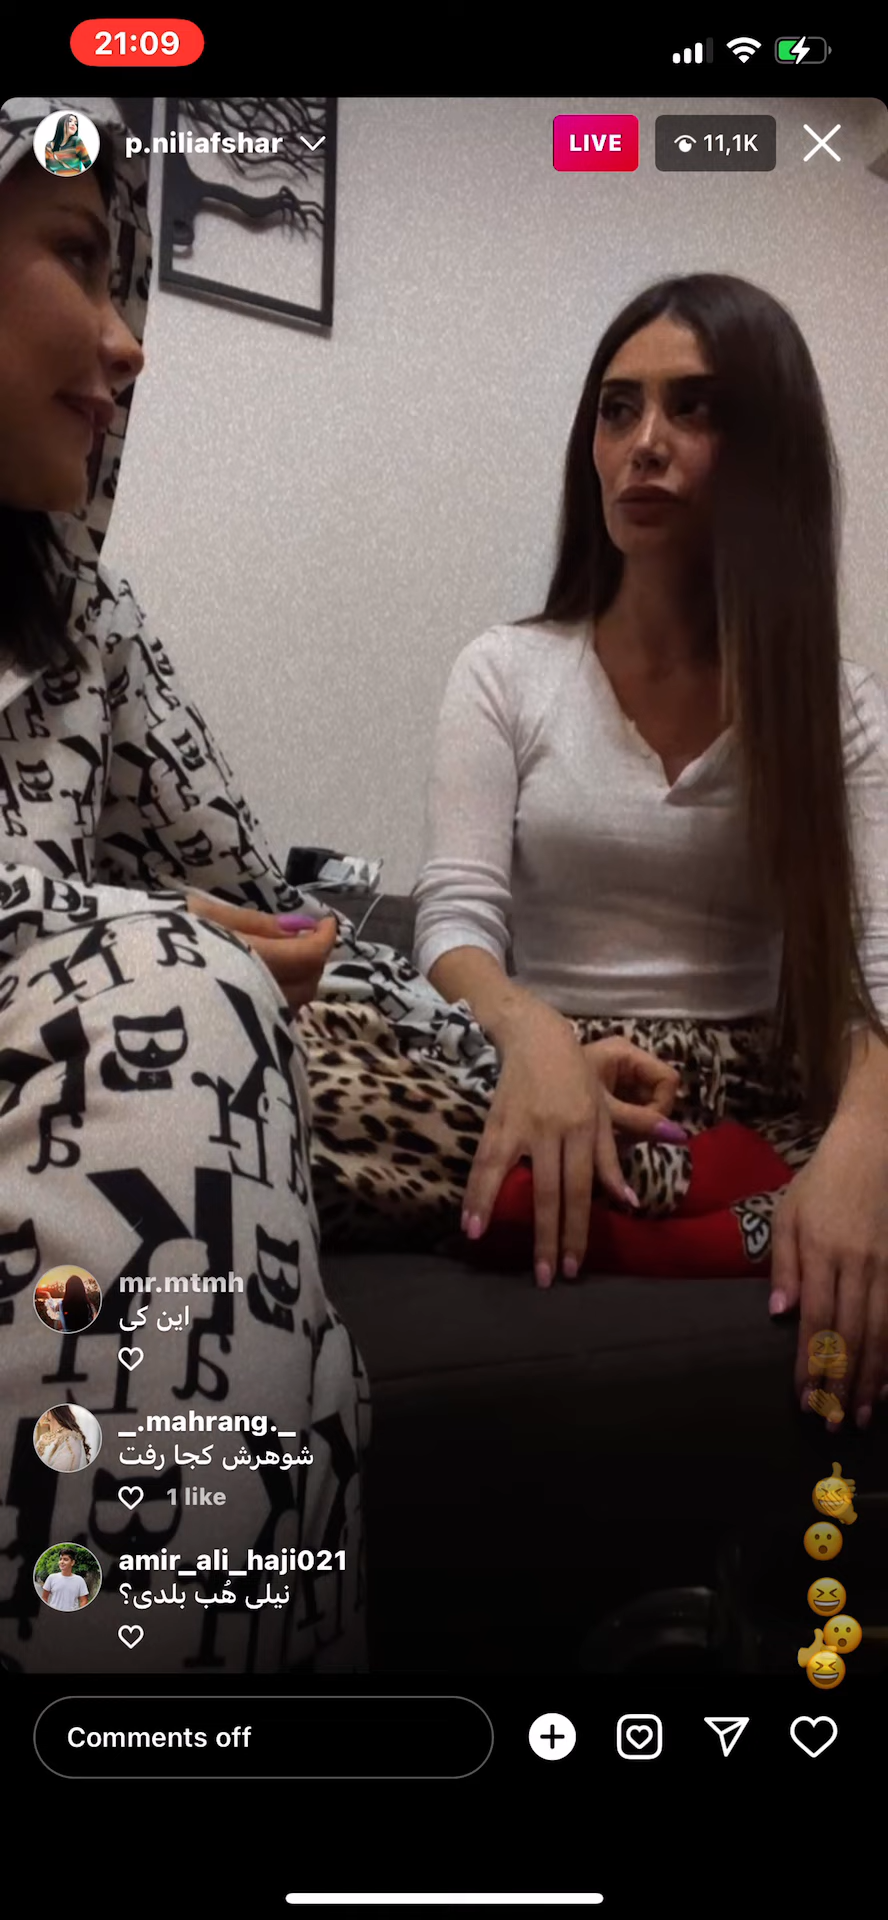 21:09
p.niliafshar
LIVE
11,1K
mr.mtmh
این کی
_.mahrang._
شوهرش کجا رفت
1 like
amir_ali_haji021
نیلی هُب بلدی؟
Comments off